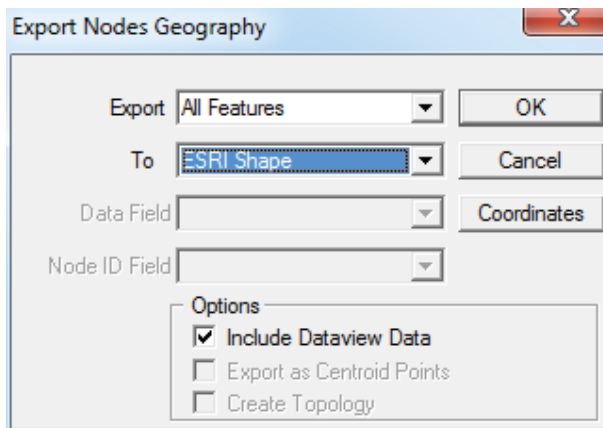 Export Nodes Geography
Export All Features OK
To ESRI Shape Cancel
Data Field Coordinates
Node ID Field
Options
Include Dataview Data
Export as Centroid Points
Create Topology